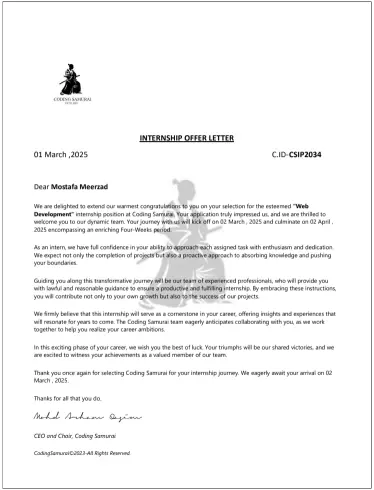 CODING SAMURAI
INTERNSHIP OFFER LETTER
01 March ,2025 C.ID-CSIP2034
Dear Mostafa Meerzad
We are delighted to extend our warmest congratulations to you on your selection for the esteemed "Web
Development" internship position at Coding Samurai. Your application truly impressed us, and we are thrilled to
welcome you to our dynamic team. Your journey with us will kick off on 02 March , 2025 and culminate on 02 April ,
2025 encompassing an enriching Four-Weeks period.
As an intern, we have full confidence in your ability to approach each assigned task with enthusiasm and dedication.
We expect not only the completion of projects but also a proactive approach to absorbing knowledge and pushing
your boundaries.
Guiding you along this transformative journey will be our team of experienced professionals, who will provide you
with lawful and reasonable guidance to ensure a productive and fulfilling internship. By embracing these instructions,
you will contribute not only to your own growth but also to the success of our projects.
We firmly believe that this internship will serve as a cornerstone in your career, offering insights and experiences that
will resonate for years to come. The Coding Samurai team eagerly anticipates collaborating with you, as we work
together to help you realize your career ambitions.
In this exciting phase of your career, we wish you the best of luck. Your triumphs will be our shared victories, and we
are excited to witness your achievements as a valued member of our team.
Thank you once again for selecting Coding Samurai for your internship journey. We eagerly await your arrival on 02
March , 2025.
Thanks for all that you do.
CEO and Chair, Coding Samurai
CodingSamurai©2023-All Rights Reserved